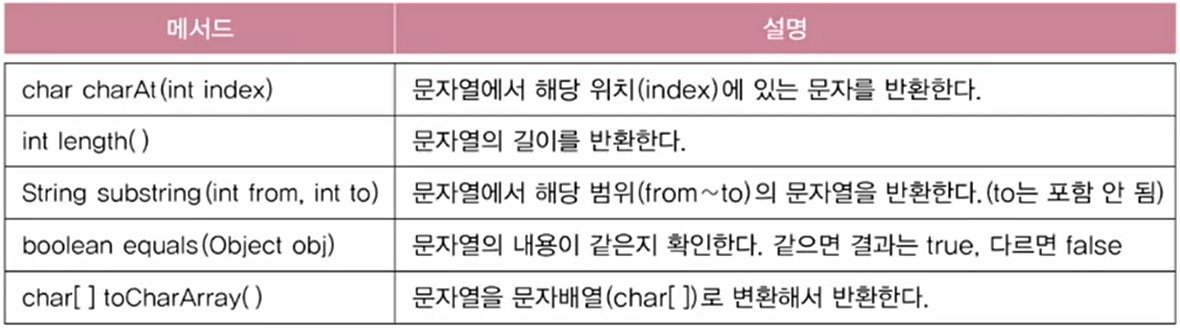 메서드 설명
char charAt(int index) 문자열에서 해당 위치(index)에 있는 문자를 반환한다.
int length( ) 문자열의 길이를 반환한다.
String substring(int from, int to) 문자열에서 해당 범위(from~to)의 문자열을 반환한다.(to는 포함 안 됨)
boolean equals(Object obj) 문자열의 내용이 같은지 확인한다. 같으면 결과는 true, 다르면 false
char[ ] toCharArray( ) 문자열을 문자배열(char[ ])로 변환해서 반환한다.